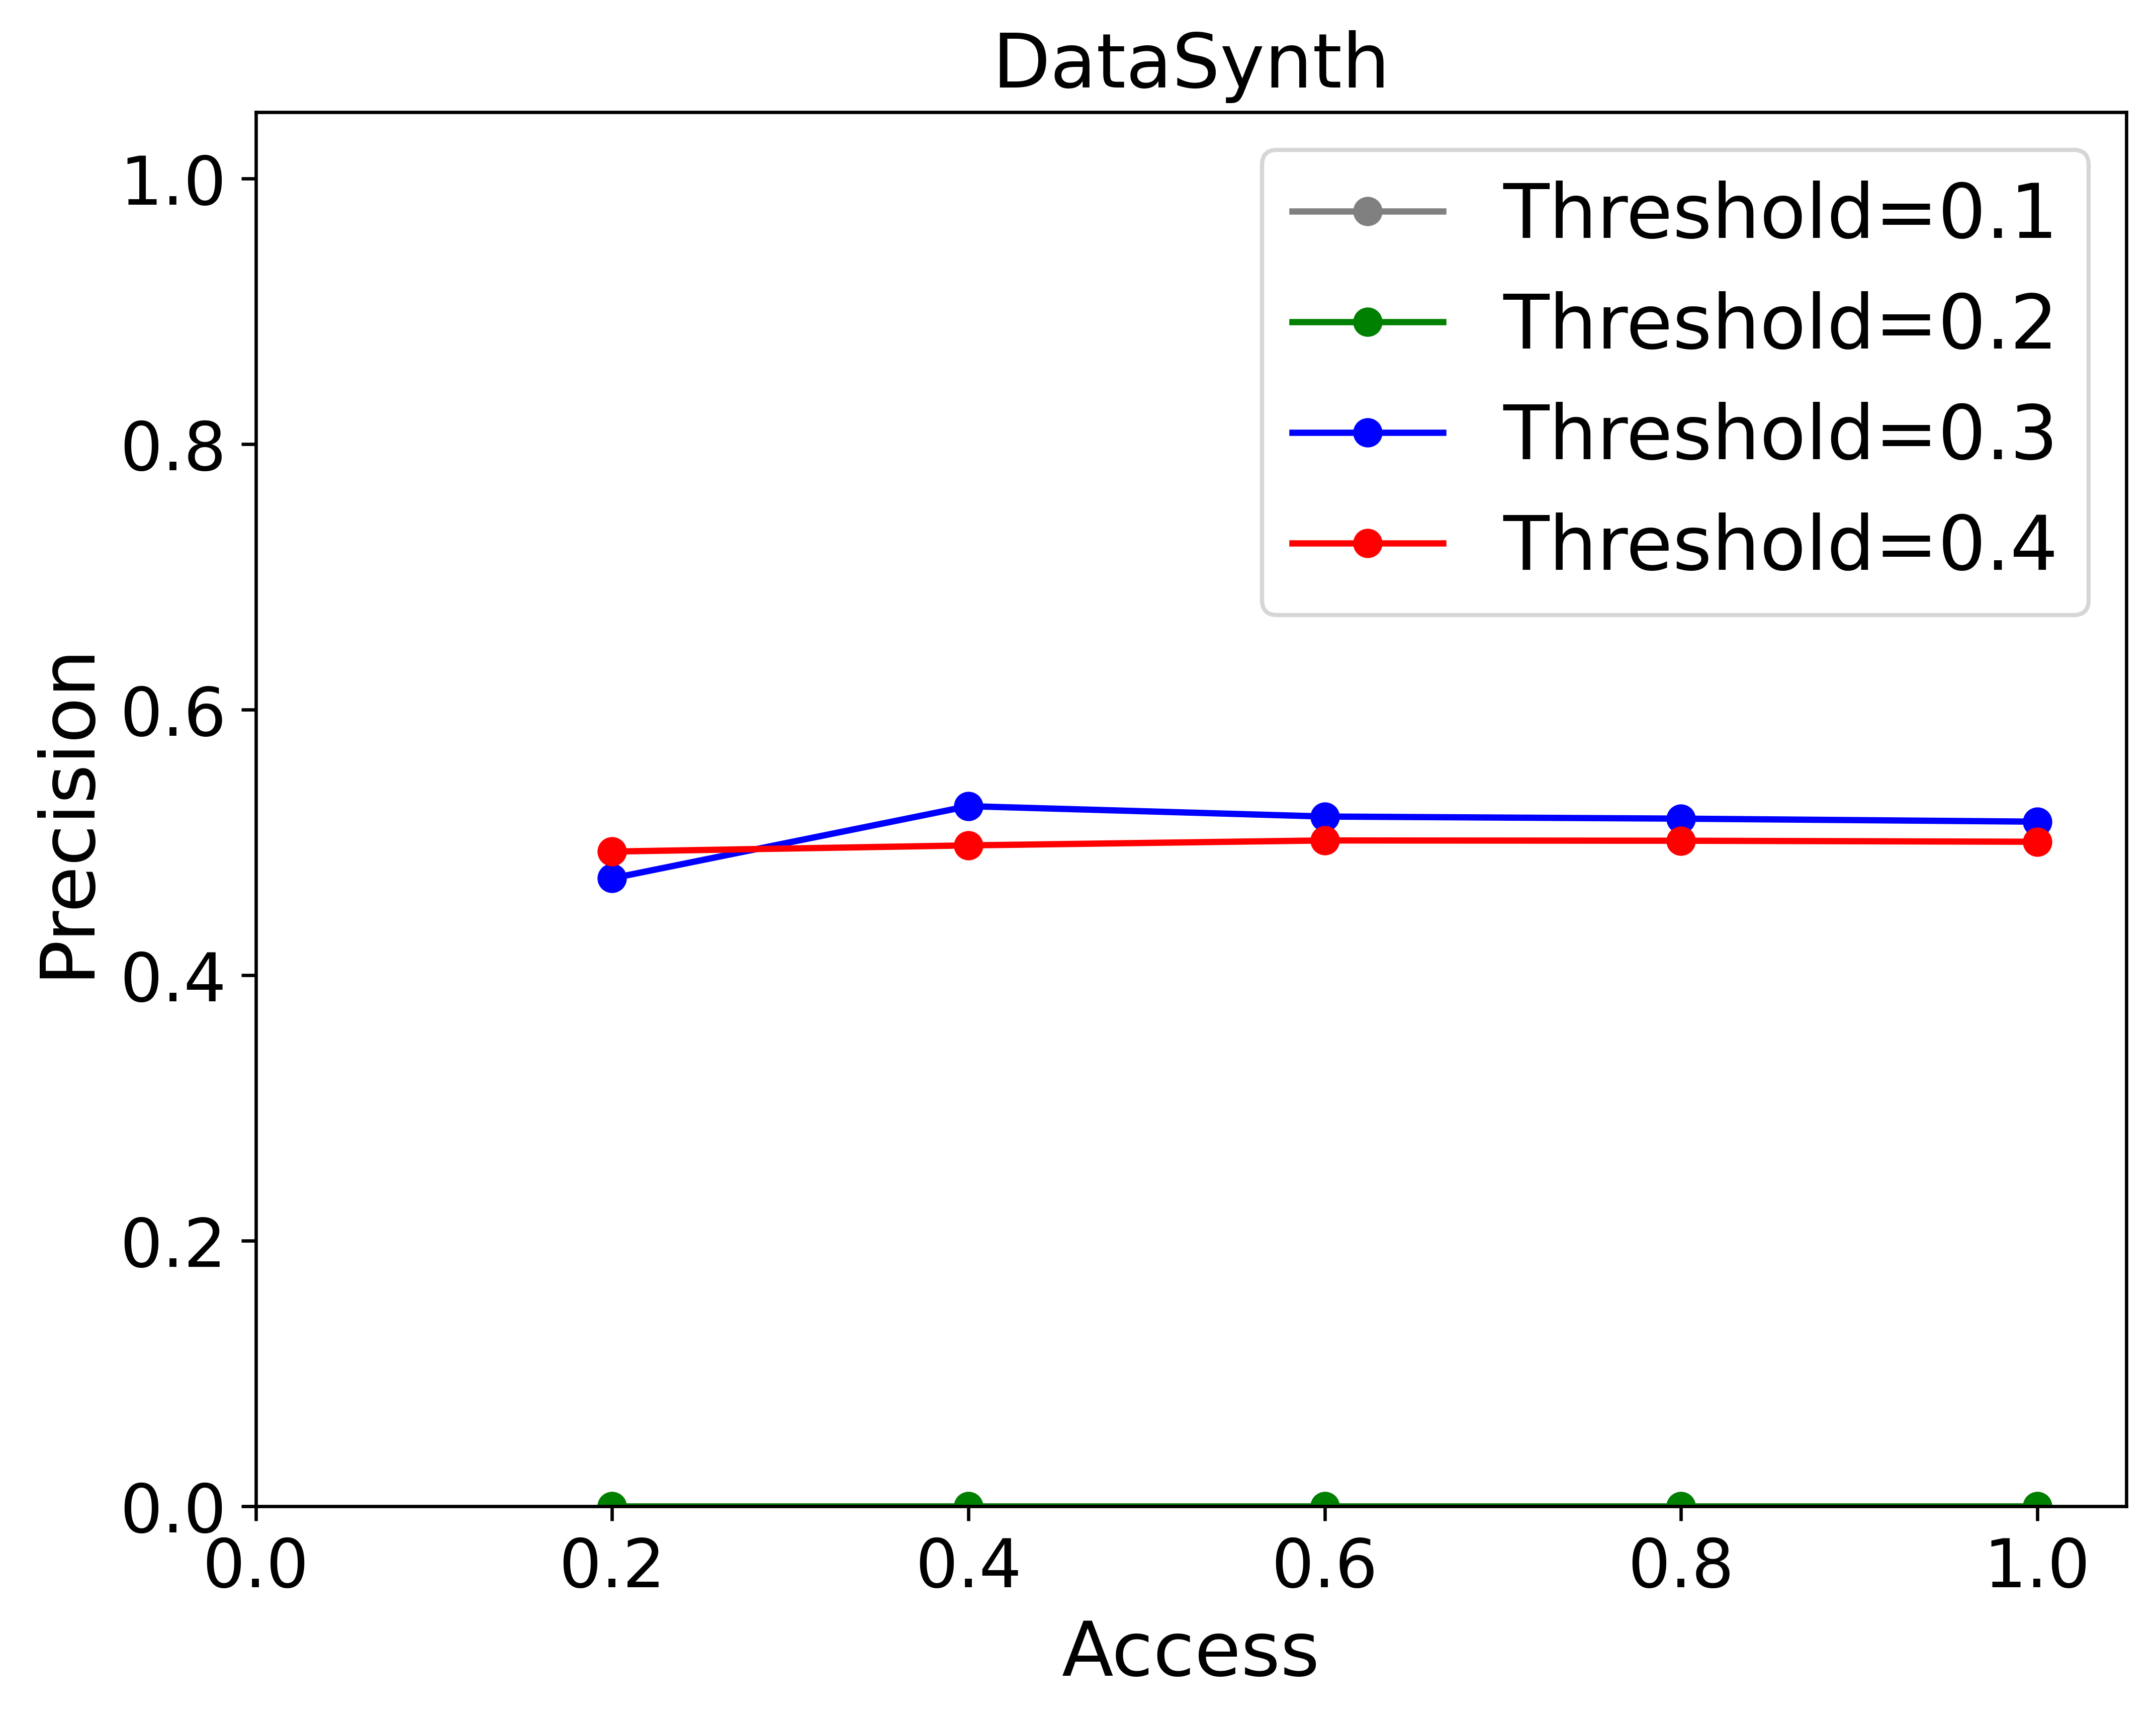 DataSynth
Threshold=0.1
Threshold=0.2
Threshold=0.3
Threshold=0.4
Precision
1.0
0.8
0.6
0.4
0.2
0.0
0.0 0.2 0.4 0.6 0.8 1.0
Access